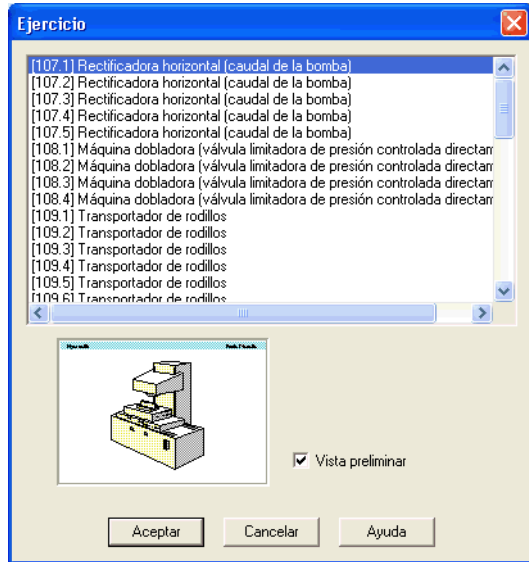 Ejercicio
[107.1] Rectificadora horizontal (caudal de la bomba)
[107.2] Rectificadora horizontal (caudal de la bomba)
[107.3] Rectificadora horizontal (caudal de la bomba)
[107.4] Rectificadora horizontal (caudal de la bomba)
[107.5] Rectificadora horizontal (caudal de la bomba)
[108.1] Máquina dobladora (válvula limitadora de presión controlada directam
[108.2] Máquina dobladora (válvula limitadora de presión controlada directam
[108.3] Máquina dobladora (válvula limitadora de presión controlada directam
[108.4] Máquina dobladora (válvula limitadora de presión controlada directam
[109.1] Transportador de rodillos
[109.2] Transportador de rodillos
[109.3] Transportador de rodillos
[109.4] Transportador de rodillos
[109.5] Transportador de rodillos
[109.6] Transportador de rodillos
Vista preliminar
Aceptar Cancelar Ayuda